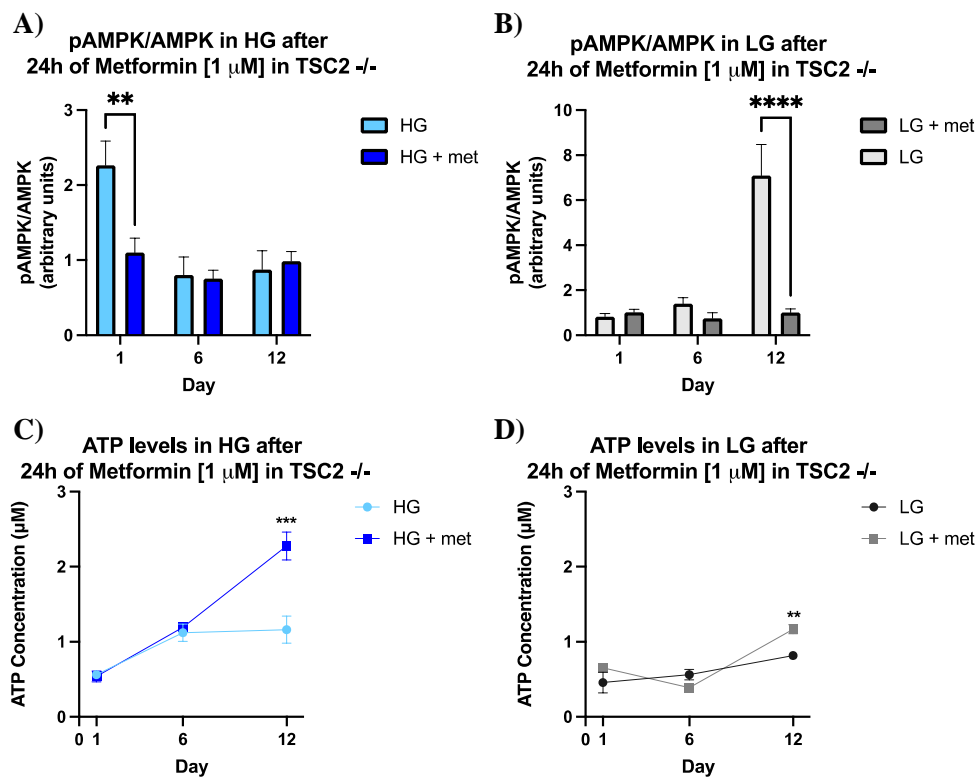 A)
pAMPK/AMPK in HG after
24h of Metformin [1 μM] in TSC2 -/-
pAMPK/AMPK
(arbitrary units)
3
2
1
0
**
1
6
12
Day
HG
HG + met
B)
pAMPK/AMPK in LG after
24h of Metformin [1 μM] in TSC2 -/-
pAMPK/AMPK
(arbitrary units)
10
8
6
4
2
0
****
1
6
12
Day
LG + met
LG
C)
ATP levels in HG after
24h of Metformin [1 μM] in TSC2 -/-
ATP Concentration (μM)
3
2
1
0
***
0 1
6
12
Day
HG
HG + met
D)
ATP levels in LG after
24h of Metformin [1 μM] in TSC2 -/-
ATP Concentration (μM)
3
2
1
0
**
0 1
6
12
Day
LG
LG + met